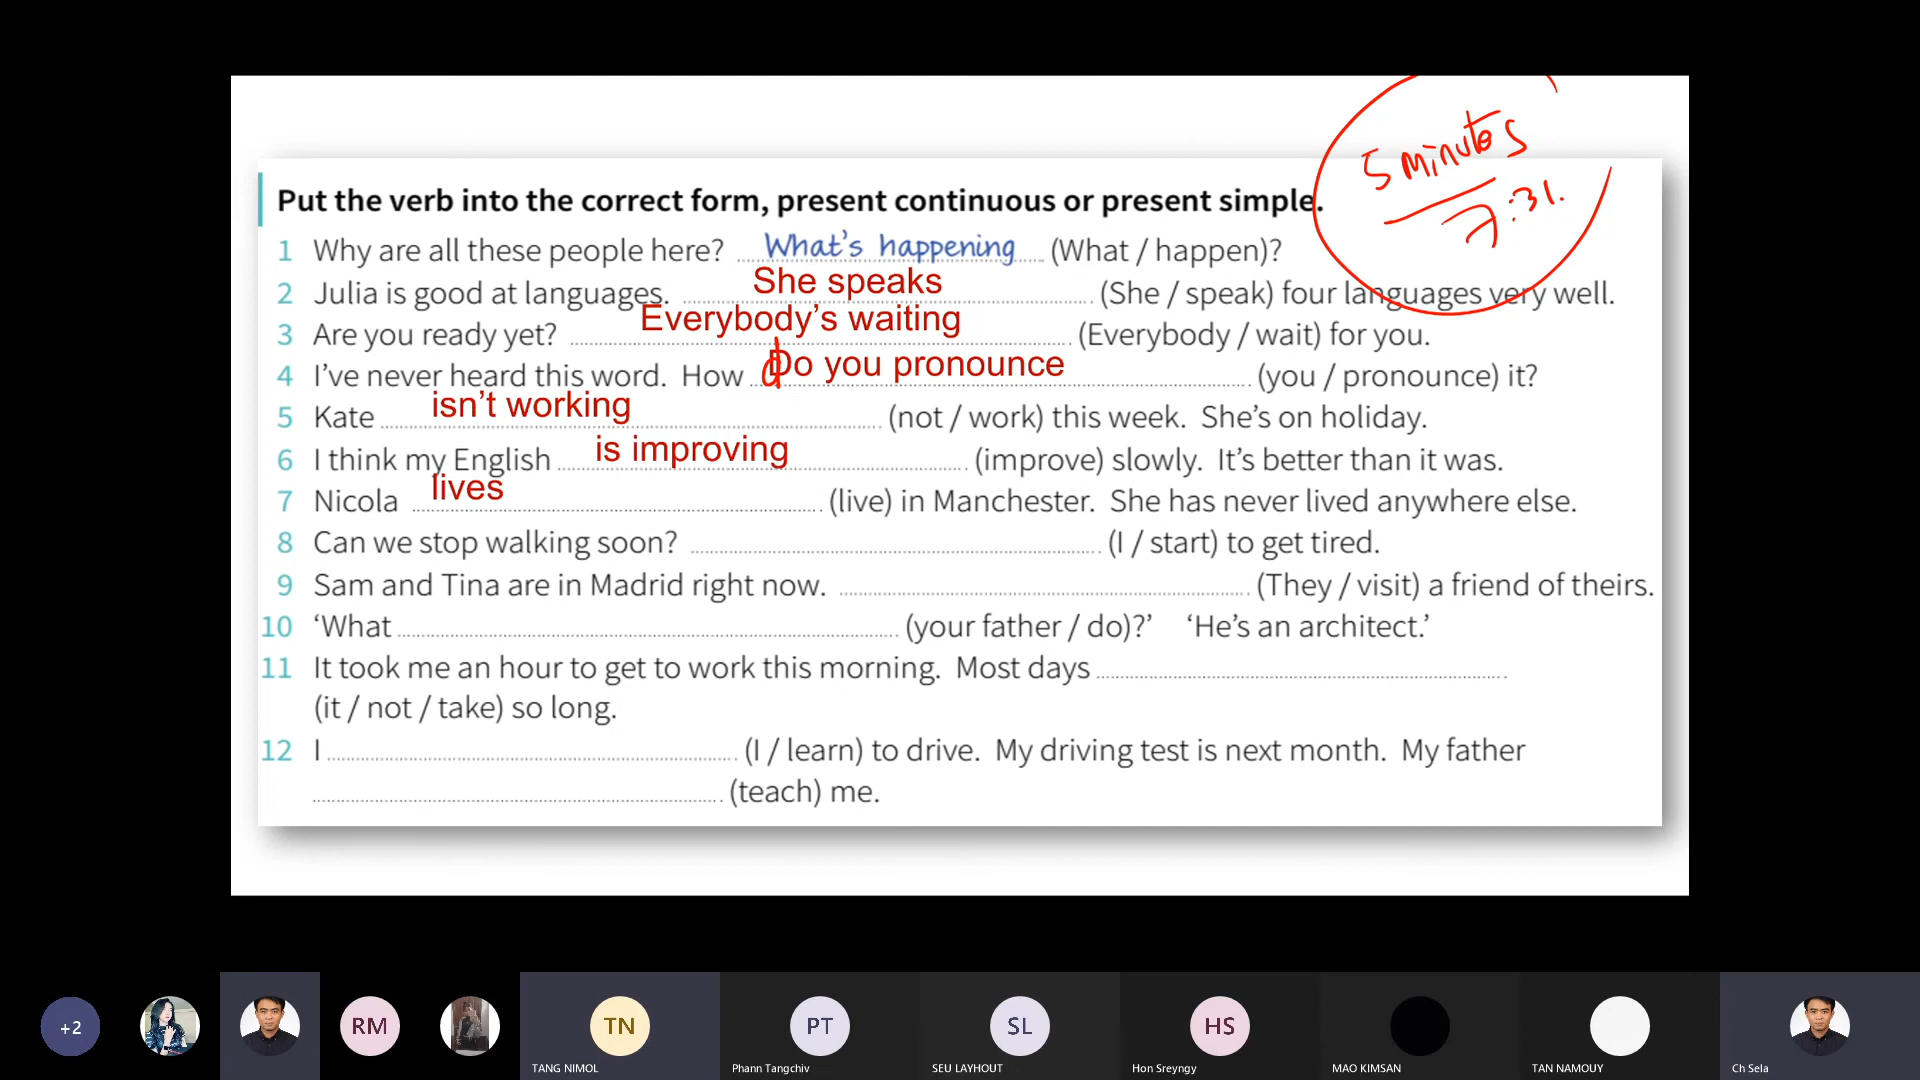 5 minutes
7:31.
Put the verb into the correct form, present continuous or present simple.
1 Why are all these people here? What's happening (What / happen)?
2 Julia is good at languages. She speaks (She / speak) four languages very well.
3 Are you ready yet? Everybody's waiting (Everybody / wait) for you.
4 I've never heard this word. How do you pronounce (you / pronounce) it?
5 Kate isn't working (not / work) this week. She's on holiday.
6 I think my English is improving (improve) slowly. It's better than it was.
7 Nicola lives (live) in Manchester. She has never lived anywhere else.
8 Can we stop walking soon? (I / start) to get tired.
9 Sam and Tina are in Madrid right now. (They / visit) a friend of theirs.
10 'What (your father / do)?' 'He's an architect.'
11 It took me an hour to get to work this morning. Most days
(it / not / take) so long.
12 I (I / learn) to drive. My driving test is next month. My father
(teach) me.
+2 RM TN PT SL HS
TANG NIMOL Phann Tangchiv SEU LAYHOUT Hon Sreyngy MAO KIMSAN TAN NAMOUY Ch Sela